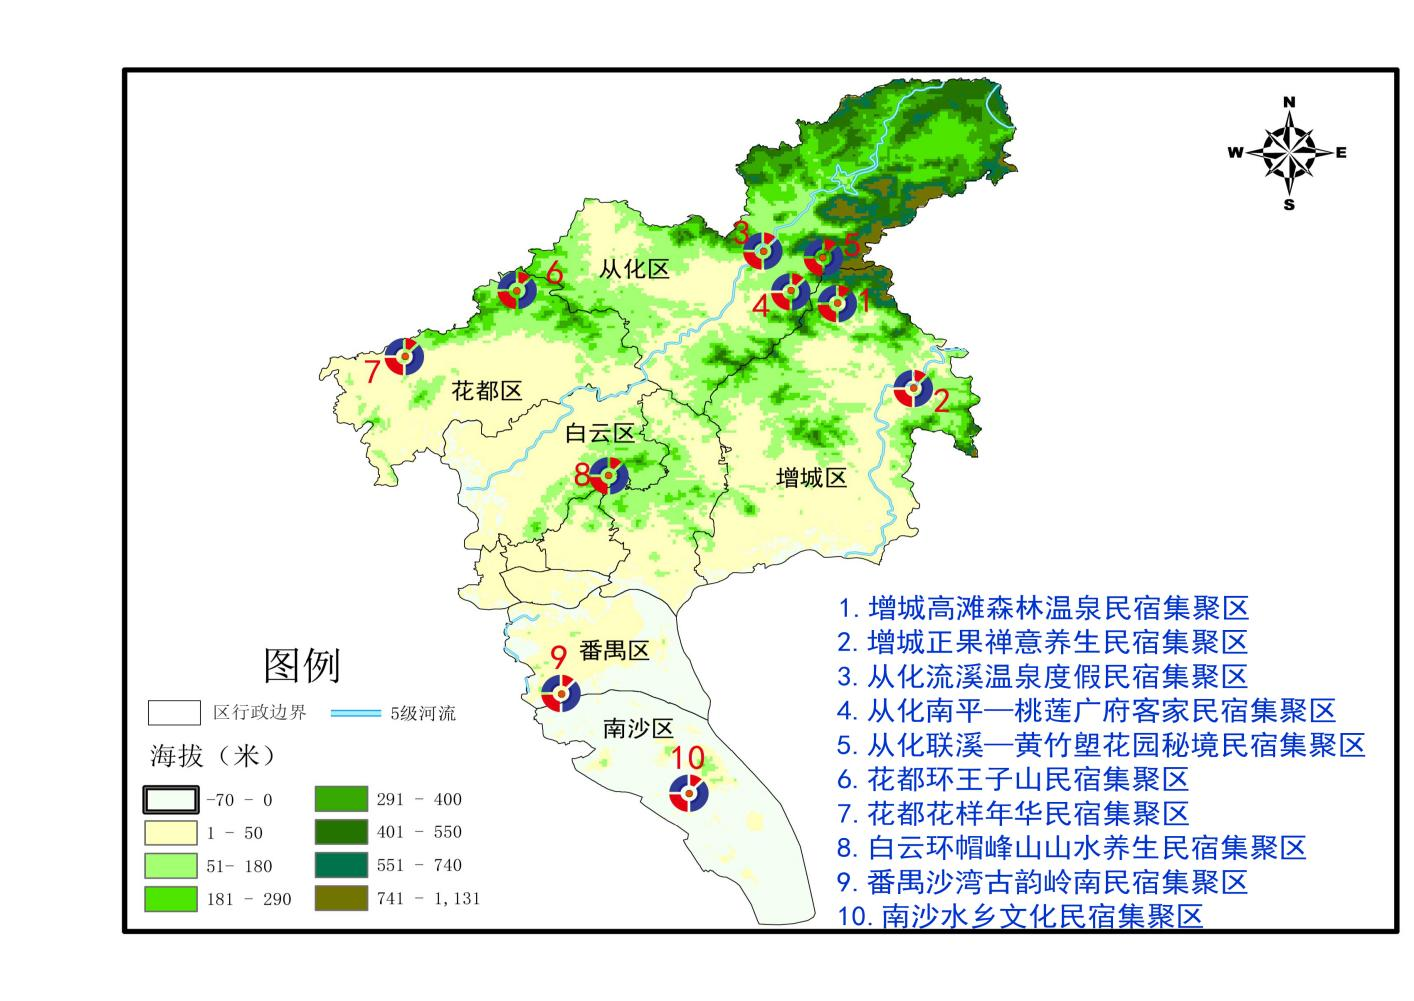 N
W E
S
3
5
6
从化区
4
1
7
花都区
2
白云区
8
增城区
9
番禺区
南沙区
10
图例
区行政边界
5级河流
海拔（米）
-70 - 0
291 - 400
1 - 50
401 - 550
51- 180
551 - 740
181 - 290
741 - 1,131
1. 增城高滩森林温泉民宿集聚区
2. 增城正果禅意养生民宿集聚区
3. 从化流溪温泉度假民宿集聚区
4. 从化南平—桃莲广府客家民宿集聚区
5. 从化联溪—黄竹塱花园秘境民宿集聚区
6. 花都环王子山民宿集聚区
7. 花都花样年华民宿集聚区
8. 白云环帽峰山山水养生民宿集聚区
9. 番禺沙湾古韵岭南民宿集聚区
10. 南沙水乡文化民宿集聚区